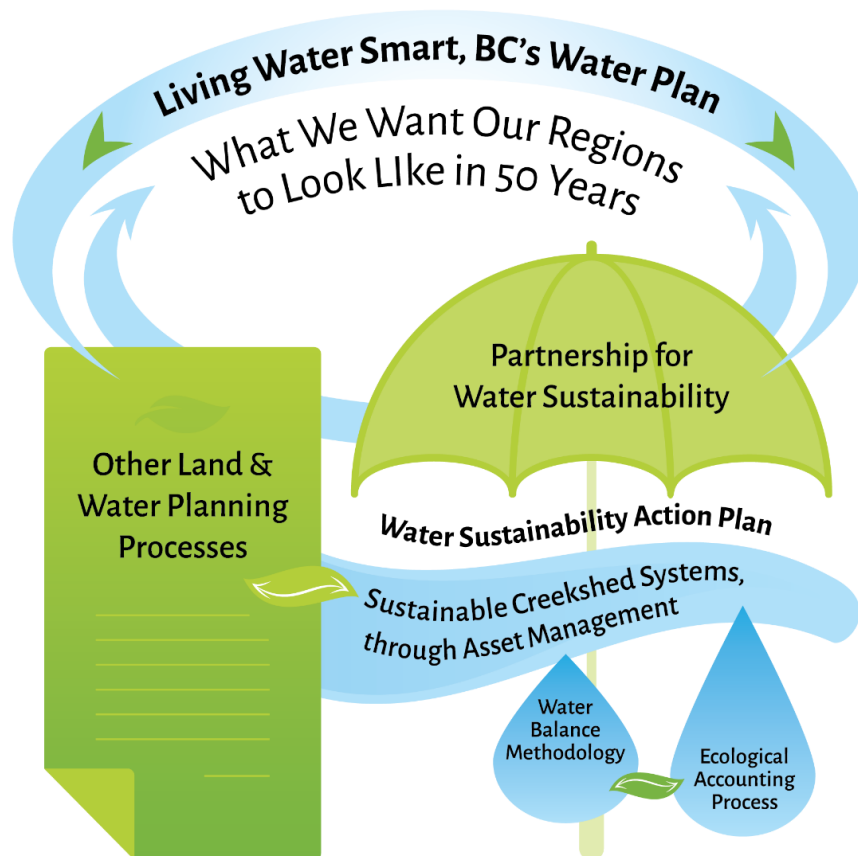 Living Water Smart, BC's Water Plan
What We Want Our Regions
to Look LIke in 50 Years
Partnership for
Water Sustainability
Other Land &
Water Planning
Processes
Water Sustainability Action Plan
Sustainable Creekshed Systems,
through Asset Management
Water
Balance
Methodology
Ecological
Accounting
Process